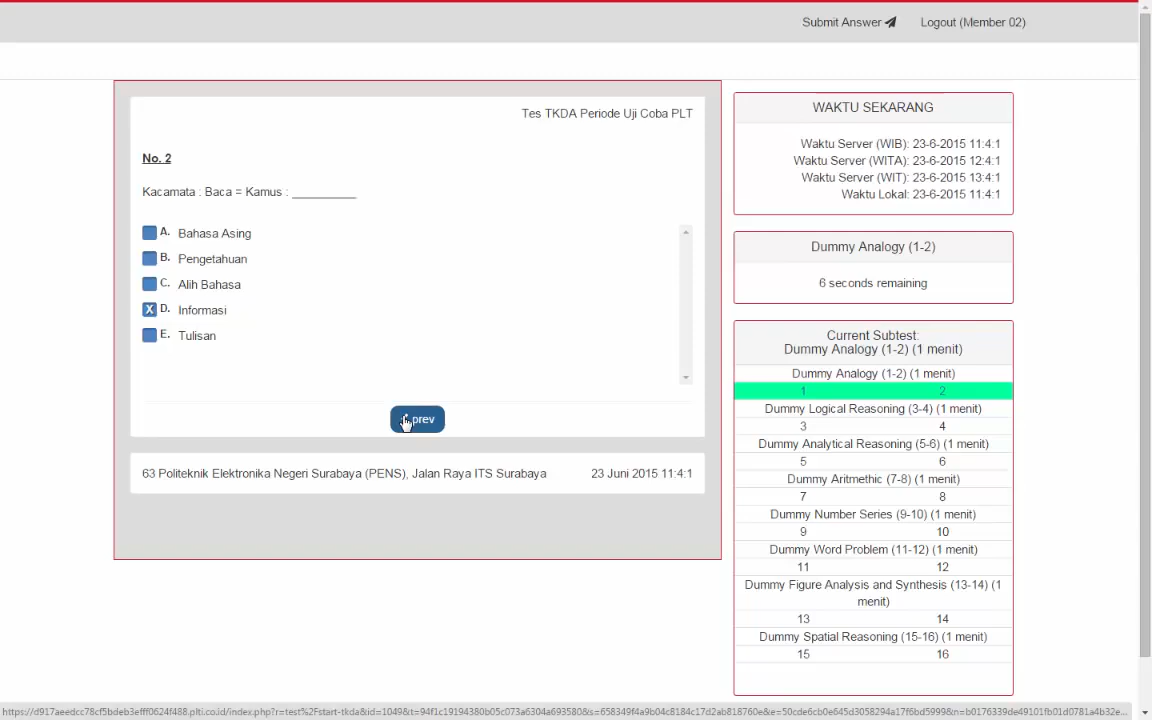 Submit Answer
Logout (Member 02)
Tes TKDA Periode Uji Coba PLT
No. 2
Kacamata : Baca = Kamus : __________
A. Bahasa Asing
B. Pengetahuan
C. Alih Bahasa
X D. Informasi
E. Tulisan
prev
63 Politeknik Elektronika Negeri Surabaya (PENS), Jalan Raya ITS Surabaya
23 Juni 2015 11:4:1
WAKTU SEKARANG
Waktu Server (WIB): 23-6-2015 11:4:1
Waktu Server (WITA): 23-6-2015 12:4:1
Waktu Server (WIT): 23-6-2015 13:4:1
Waktu Lokal: 23-6-2015 11:4:1
Dummy Analogy (1-2)
6 seconds remaining
Current Subtest:
Dummy Analogy (1-2) (1 menit)
Dummy Analogy (1-2) (1 menit)
1 2
Dummy Logical Reasoning (3-4) (1 menit)
3 4
Dummy Analytical Reasoning (5-6) (1 menit)
5 6
Dummy Aritmethic (7-8) (1 menit)
7 8
Dummy Number Series (9-10) (1 menit)
9 10
Dummy Word Problem (11-12) (1 menit)
11 12
Dummy Figure Analysis and Synthesis (13-14) (1
menit)
13 14
Dummy Spatial Reasoning (15-16) (1 menit)
15 16